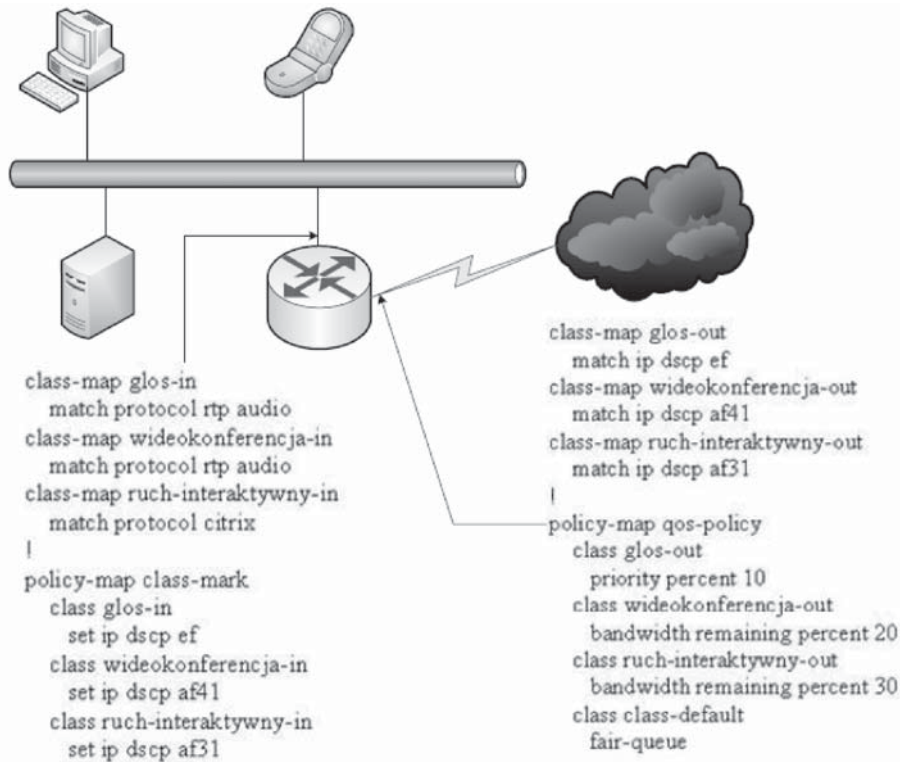 class-map glos-in
match protocol rtp audio
class-map wideokonferencja-in
match protocol rtp audio
class-map ruch-interaktywny-in
match protocol citrix
!
policy-map class-mark
class glos-in
set ip dscp ef
class wideokonferencja-in
set ip dscp af41
class ruch-interaktywny-in
set ip dscp af31
class-map glos-out
match ip dscp ef
class-map wideokonferencja-out
match ip dscp af41
class-map ruch-interaktywny-out
match ip dscp af31
!
policy-map qos-policy
class glos-out
priority percent 10
class wideokonferencja-out
bandwidth remaining percent 20
class ruch-interaktywny-out
bandwidth remaining percent 30
class class-default
fair-queue